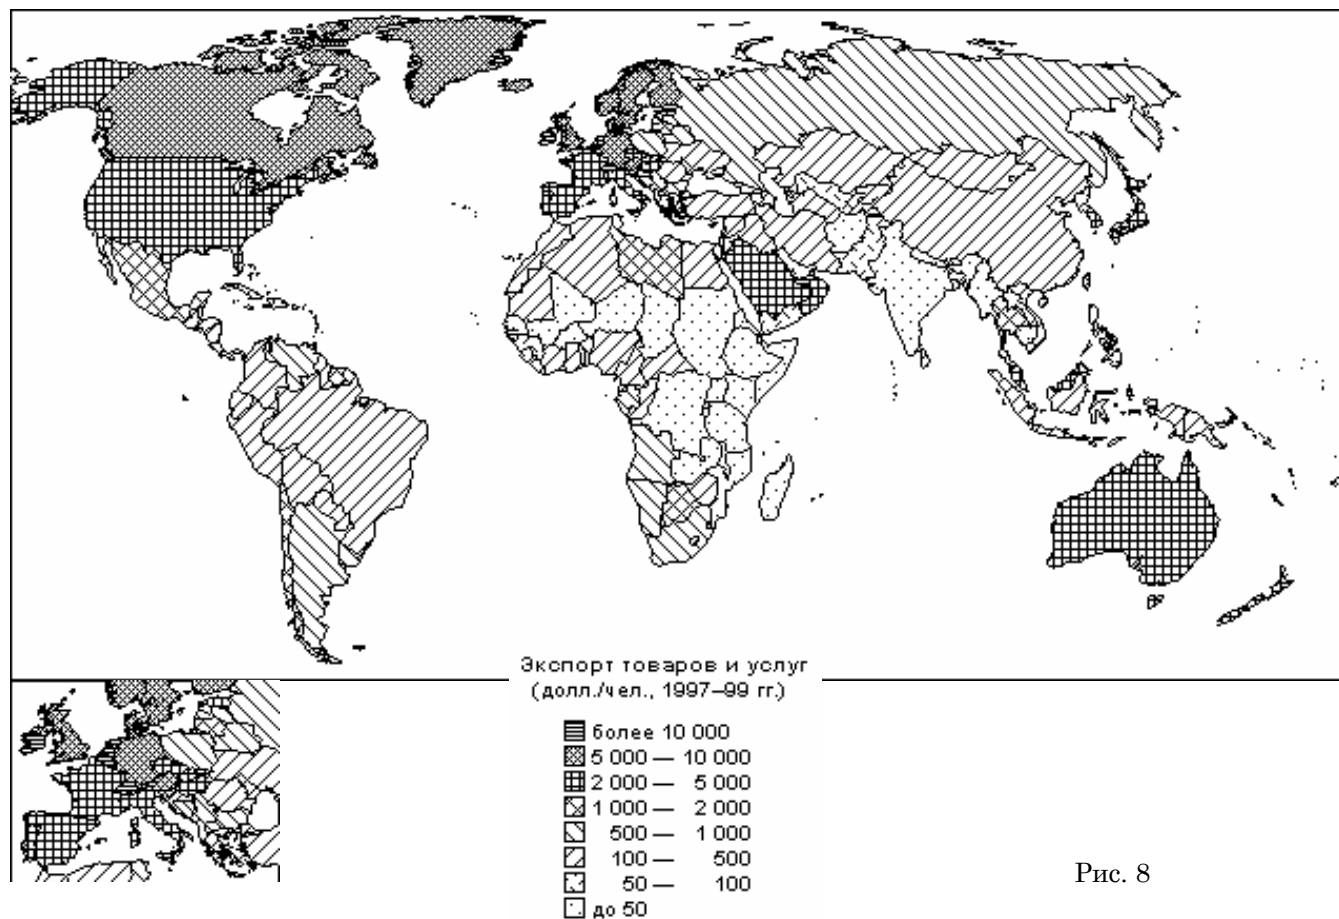 Экспорт товаров и услуг
(долл./чел., 1997–99 гг.)
более 10 000
5 000 — 10 000
2 000 — 5 000
1 000 — 2 000
500 — 1 000
100 — 500
50 — 100
до 50
Рис. 8